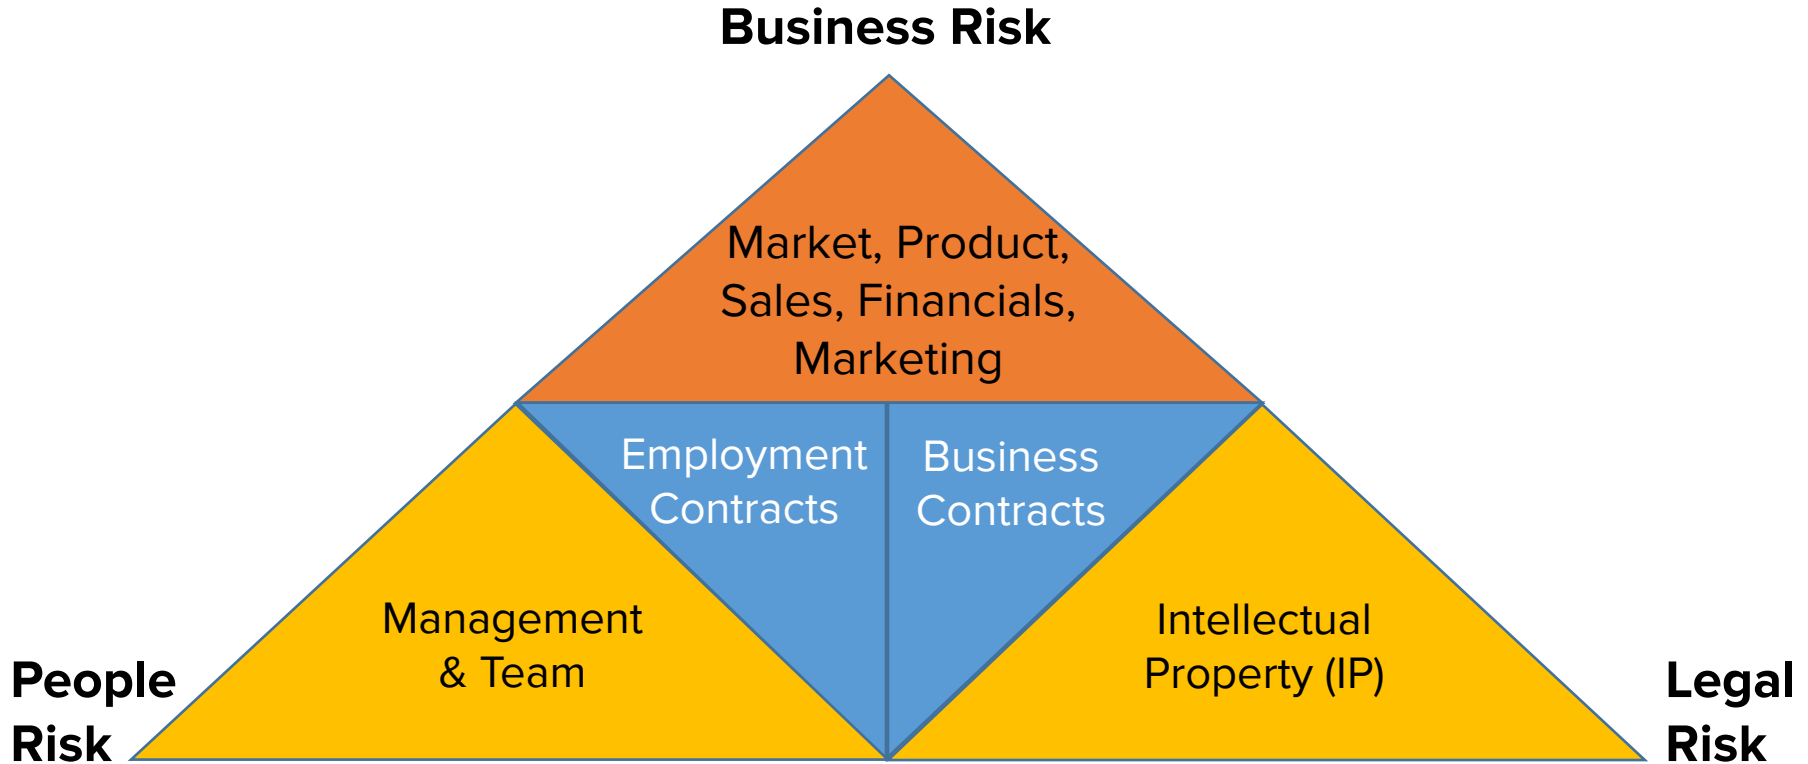 Business Risk
Market, Product,
Sales, Financials,
Marketing
Employment
Contracts
Business
Contracts
Management
& Team
Intellectual
Property (IP)
People
Risk
Legal
Risk